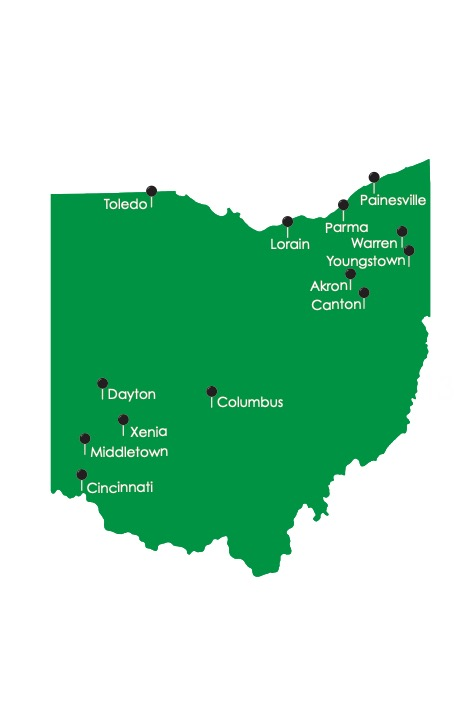 Painesville
Toledo
Parma
Lorain
Warren
Youngstown
Akron
Canton
Dayton
Columbus
Xenia
Middletown
Cincinnati